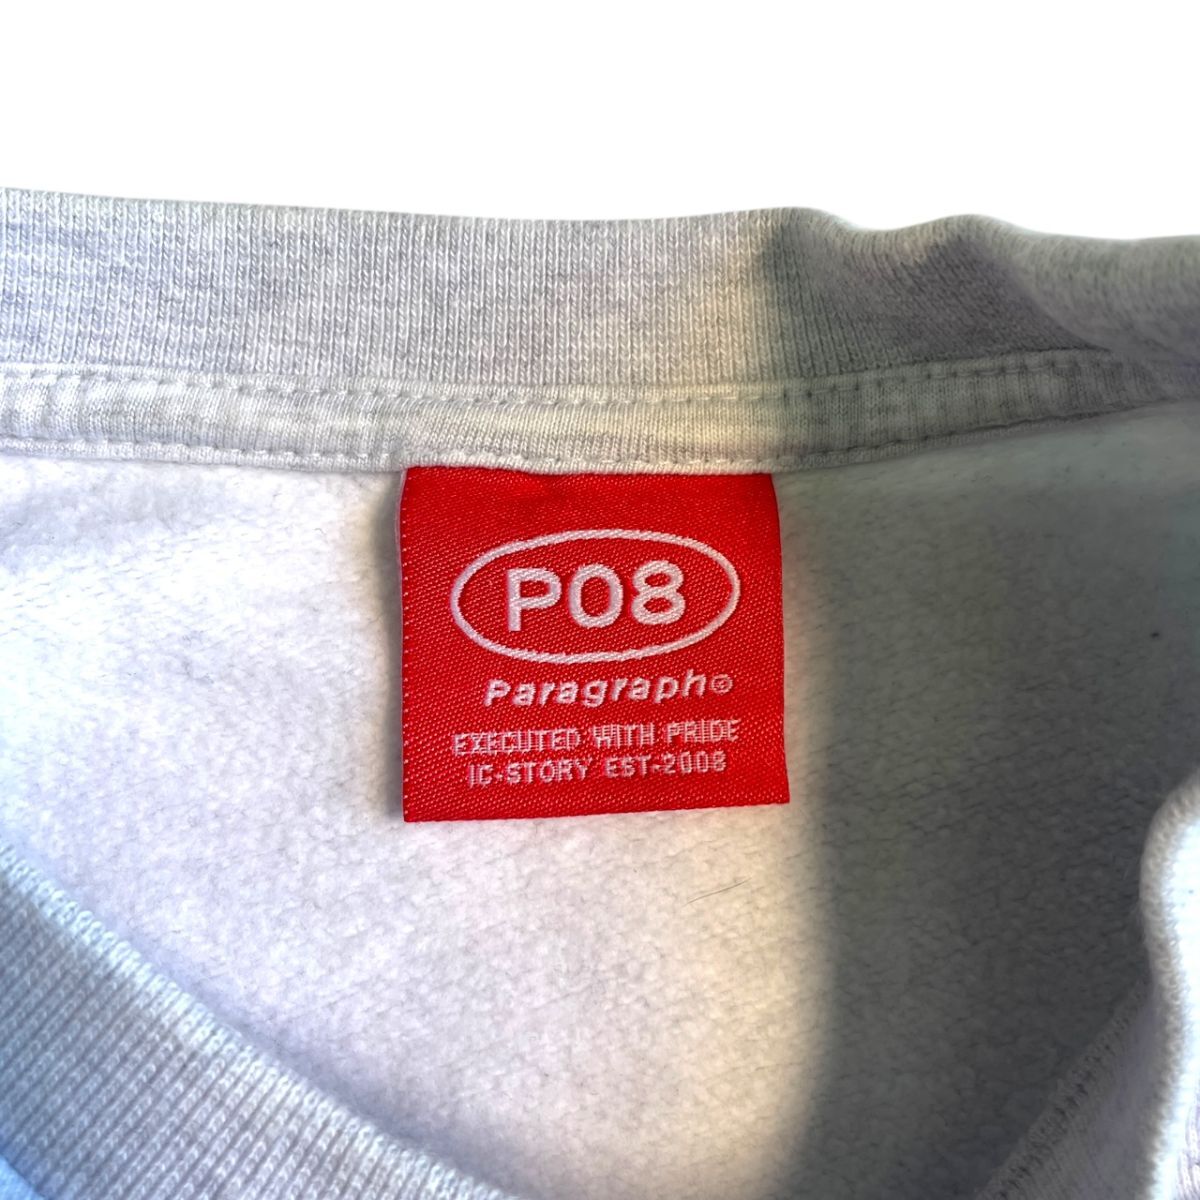 P08
Paragraph©
EXECUTED WITH PRIDE
IC-STORY EST-2008